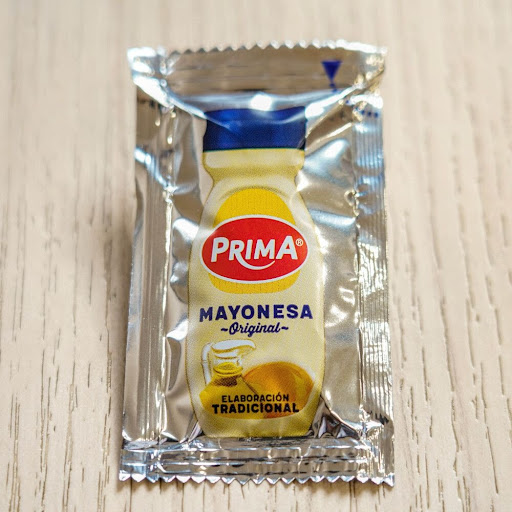 PRIMA®
MAYONESA
~Original~
ELABORACIÓN
TRADICIONAL